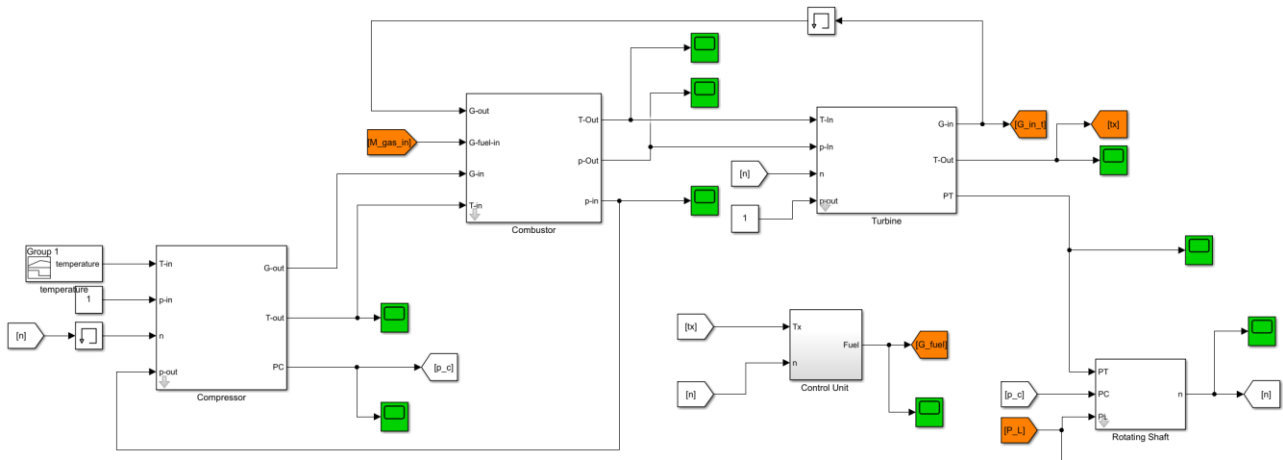 G-out
[M_gas_in]
G-fuel-in
G-in
T-in
T-Out
p-Out
p-in
Combustor
T-In
p-In
[n]
n
1
p-out
G-in
T-Out
PT
Turbine
[G_in_t]
[tx]
Group 1
temperature
temperature
1
[n]
T-in
p-in
n
p-out
G-out
T-out
PC
Compressor
[p_c]
[tx]
[n]
Tx
n
Fuel
Control Unit
[G_fuel]
[p_c]
[P_L]
PT
PC
PL
n
Rotating Shaft
[n]